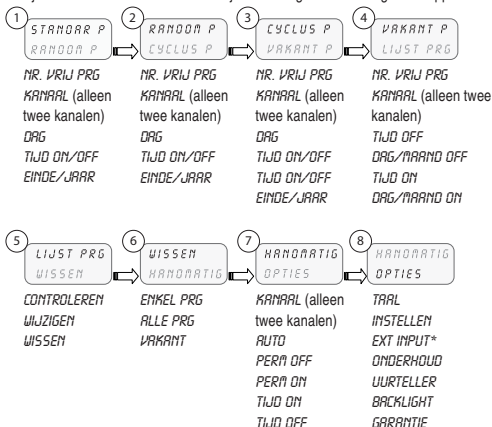 1
STANDAR P
RANDOM P
NR. VRIJ PRG
KANAAL (alleen
twee kanalen)
DAG
TIJD ON/OFF
EINDE/JAAR
2
RANDOM P
CYCLUS P
NR. VRIJ PRG
KANAAL (alleen
twee kanalen)
DAG
TIJD ON/OFF
EINDE/JAAR
3
CYCLUS P
VAKANT P
NR. VRIJ PRG
KANAAL (alleen
twee kanalen)
DAG
TIJD ON/OFF
TIJD ON/OFF
EINDE/JAAR
4
VAKANT P
LIJST PRG
NR. VRIJ PRG
KANAAL (alleen twee
kanalen)
TIJD OFF
DAG/MAAND OFF
TIJD ON
DAG/MAAND ON
5
LIJST PRG
WISSEN
CONTROLEREN
WIJZIGEN
WISSEN
6
WISSEN
HANDMATIG
ENKEL PRG
ALLE PRG
VAKANT
7
HANDMATIG
OPTIES
KANAAL (alleen
twee kanalen)
AUTO
PERM OFF
PERM ON
TIJD ON
TIJD OFF
8
HANDMATIG
OPTIES
TAAL
INSTELLEN
EXT INPUT*
ONDERHOUD
UURTELLER
BACKLIGHT
GARANTIE